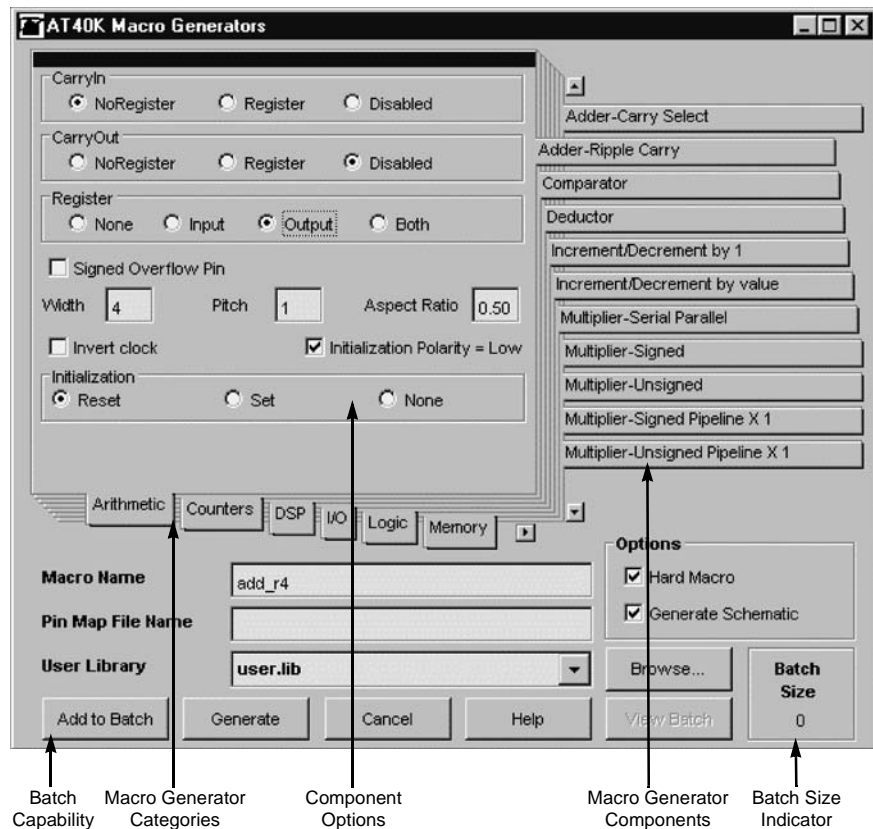 AT40K Macro Generators
CarryIn
NoRegister Register Disabled
CarryOut
NoRegister Register Disabled
Register
None Input Output Both
Signed Overflow Pin
Width 4 Pitch 1 Aspect Ratio 0.50
Invert clock Initialization Polarity = Low
Initialization
Reset Set None
Adder-Carry Select
Adder-Ripple Carry
Comparator
Deductor
Increment/Decrement by 1
Increment/Decrement by value
Multiplier-Serial Parallel
Multiplier-Signed
Multiplier-Unsigned
Multiplier-Signed Pipeline X 1
Multiplier-Unsigned Pipeline X 1
Arithmetic Counters DSP I/O Logic Memory
Macro Name add_r4
Pin Map File Name
User Library user.lib
Options
Hard Macro
Generate Schematic
Browse...
View Batch
Batch
Size
0
Add to Batch Generate Cancel Help
Batch
Capability
Macro Generator
Categories
Component
Options
Macro Generator
Components
Batch Size
Indicator